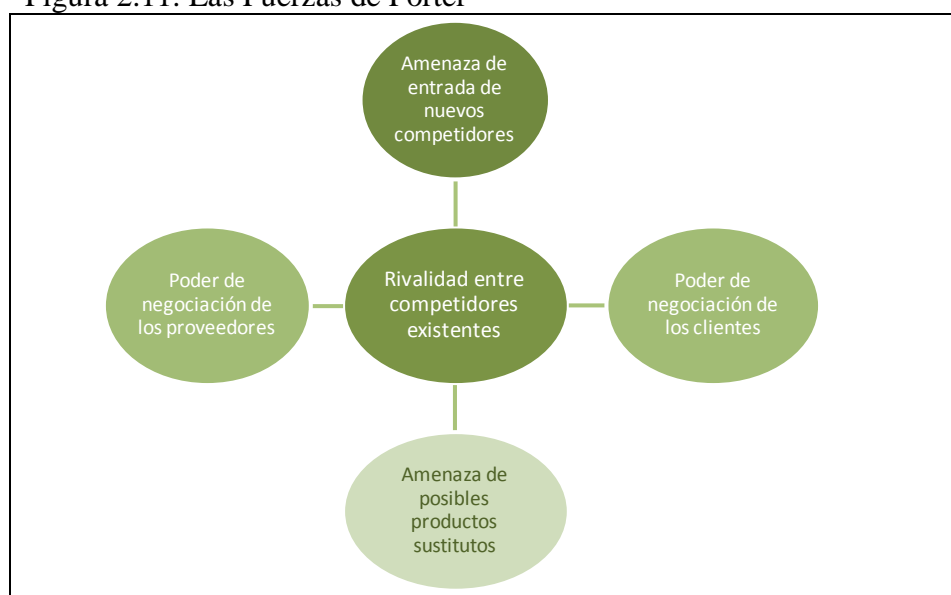 Figura 2.11. Las Fuerzas de Porter
Amenaza de
entrada de
nuevos
competidores
Poder de
negociación de
los proveedores
Rivalidad entre
competidores
existentes
Poder de
negociación de
los clientes
Amenaza de
posibles
productos
sustitutos